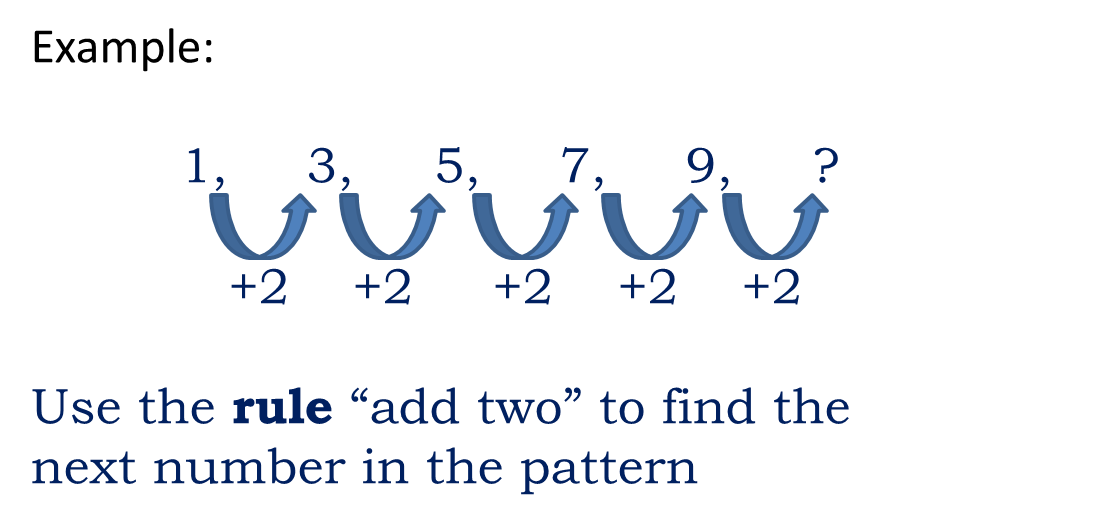 Example:
1, 3, 5, 7, 9, ?
+2 +2 +2 +2 +2
Use the rule “add two” to find the
next number in the pattern